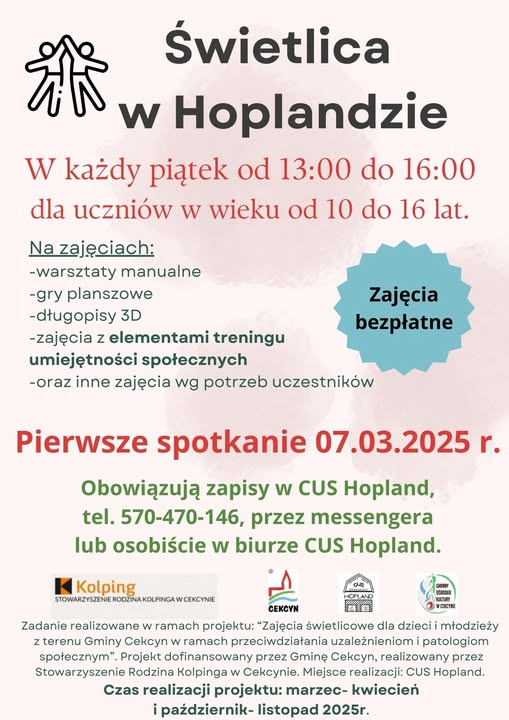 Świetlica
w Hoplandzie
W każdy piątek od 13:00 do 16:00
dla uczniów w wieku od 10 do 16 lat.
Na zajęciach:
-warsztaty manualne
-gry planszowe
-długopisy 3D
-zajęcia z elementami treningu
umiejętności społecznych
-oraz inne zajęcia wg potrzeb uczestników
Zajęcia
bezpłatne
Pierwsze spotkanie 07.03.2025 r.
Obowiązują zapisy w CUS Hopland,
tel. 570-470-146, przez messengera
lub osobiście w biurze CUS Hopland.
Kolping
STOWARZYSZENIE RODZINA KOLPINGA W CEKCYNIE
CEKCYN
CUS
HOPLAND
GMINNY
OŚRODEK
KULTURY
W CEKCYNIE
Zadanie realizowane w ramach projektu: “Zajęcia świetlicowe dla dzieci i młodzieży
z terenu Gminy Cekcyn w ramach przeciwdziałania uzależnieniom i patologiom
społecznym”. Projekt dofinansowany przez Gminę Cekcyn, realizowany przez
Stowarzyszenie Rodzina Kolpinga w Cekcynie. Miejsce realizacji: CUS Hopland.
Czas realizacji projektu: marzec- kwiecień
i październik- listopad 2025r.